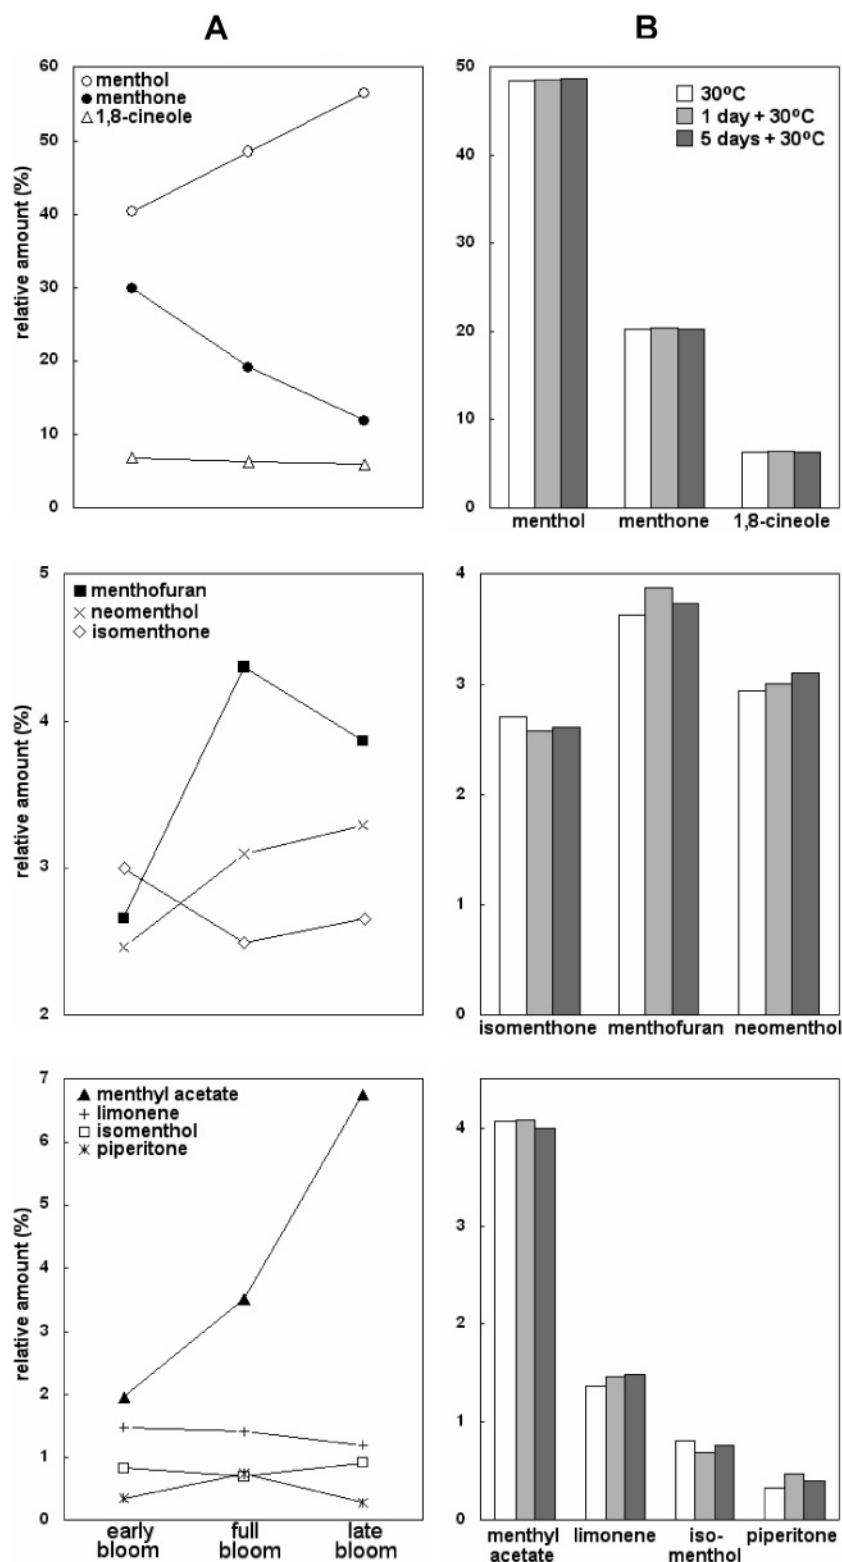 A
B
60
50
40
30
20
10
0
relative amount (%)
menthol
menthone
1,8-cineole
50
40
30
20
10
0
30ºC
1 day + 30ºC
5 days + 30ºC
menthol menthone 1,8-cineole
5
4
3
2
relative amount (%)
menthofuran
neomenthol
isomenthone
4
3
2
1
0
isomenthone menthofuran neomenthol
7
6
5
4
3
2
1
0
relative amount (%)
menthyl acetate
limonene
isomenthol
piperitone
early full late
bloom bloom bloom
4
3
2
1
0
menthyl limonene iso- piperitone
acetate menthol